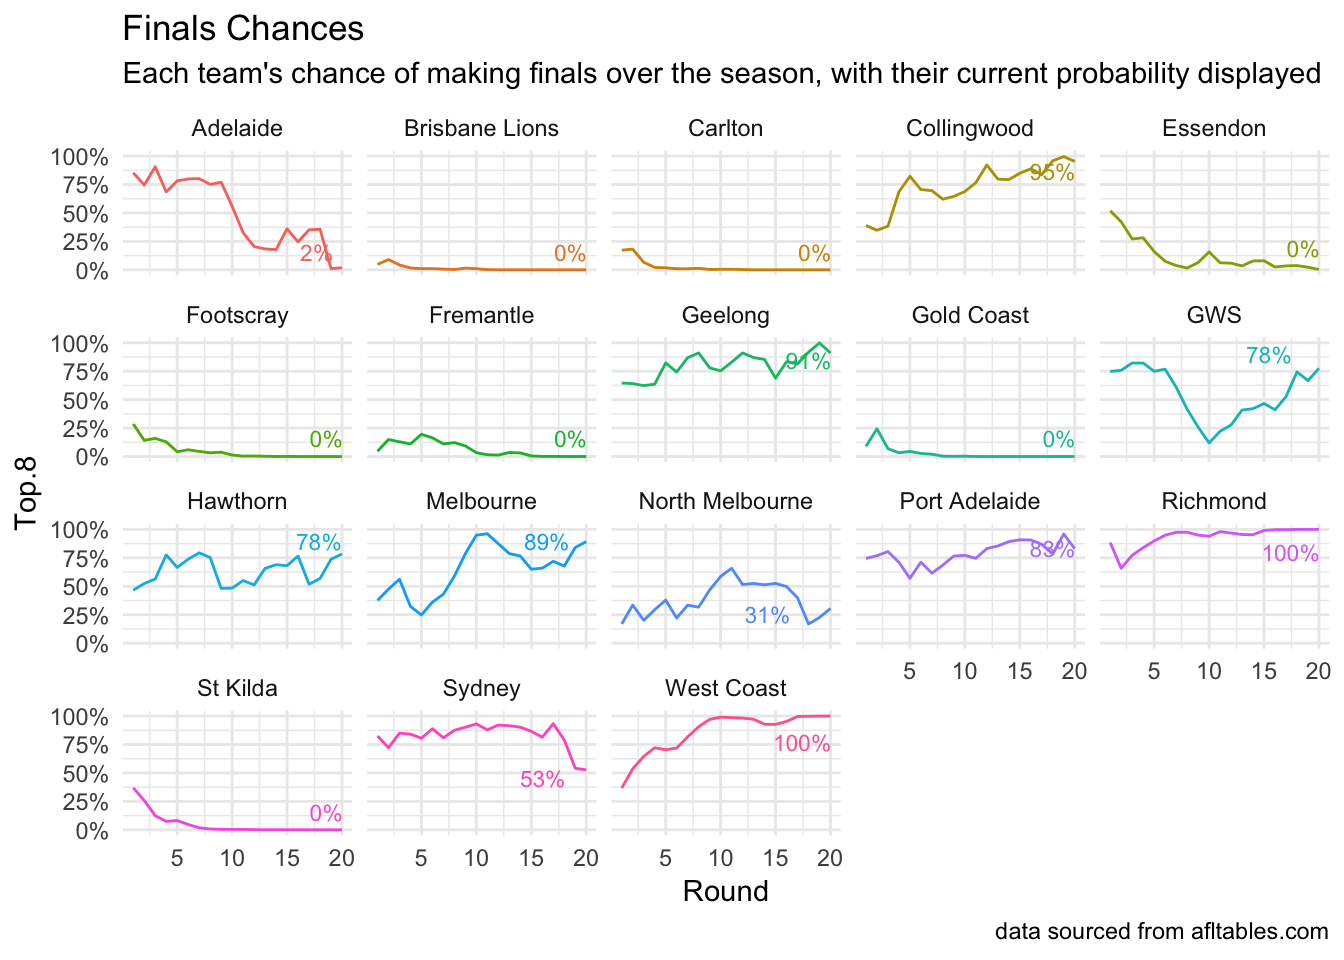 Finals Chances
Each team's chance of making finals over the season, with their current probability displayed
Adelaide Brisbane Lions Carlton Collingwood Essendon
100%
75%
50%
25%
0%
2% 0% 0% 95% 0%
Footscray Fremantle Geelong Gold Coast GWS
100%
75%
50%
25%
0%
0% 0% 91% 0% 78%
Hawthorn Melbourne North Melbourne Port Adelaide Richmond
100%
75%
50%
25%
0%
78% 89% 31% 83% 100%
5 10 15 20 5 10 15 20
St Kilda Sydney West Coast
100%
75%
50%
25%
0%
0% 53% 100%
5 10 15 20 5 10 15 20 5 10 15 20
Top.8
Round
data sourced from afltables.com